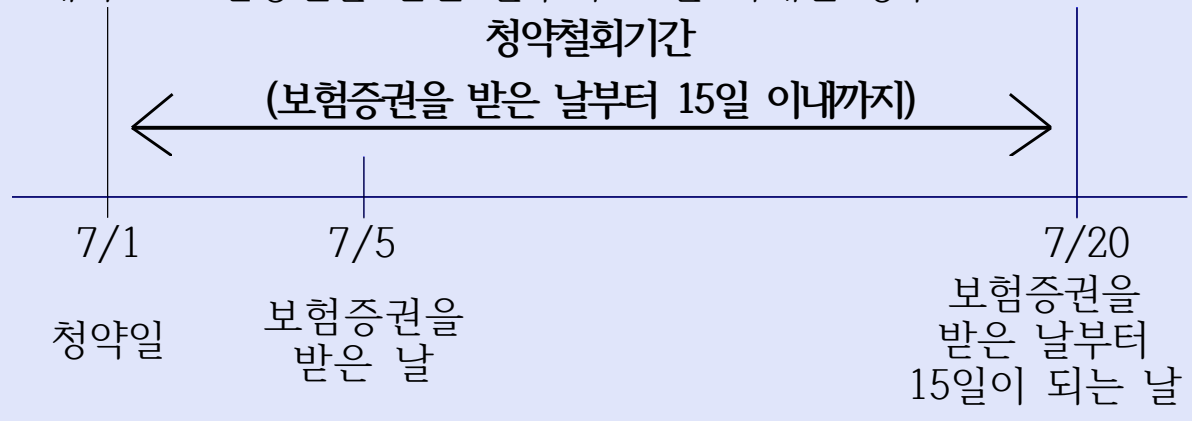 청약철회기간
(보험증권을 받은 날부터 15일 이내까지)
7/1
7/5
7/20
청약일
보험증권을
받은 날
보험증권을
받은 날부터
15일이 되는 날